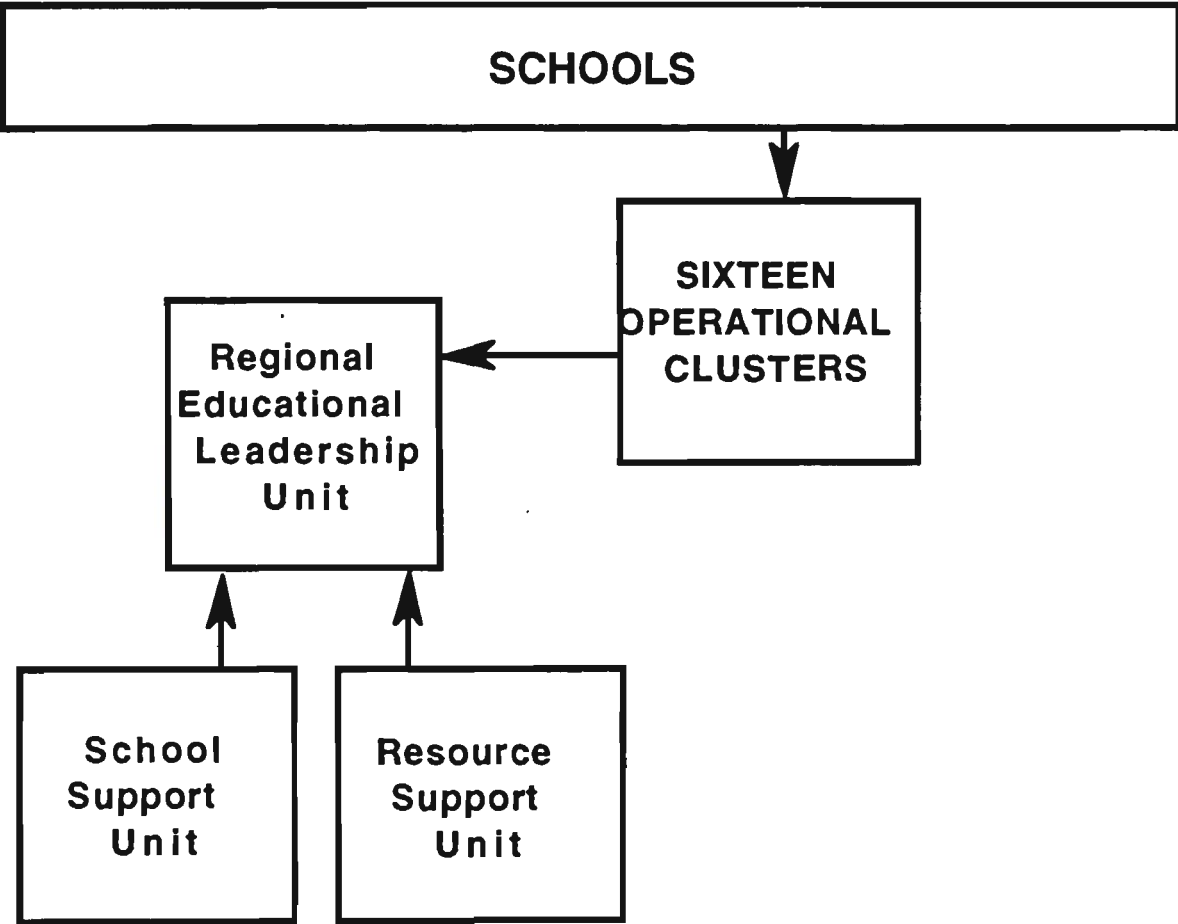 SCHOOLS
SIXTEEN
OPERATIONAL
CLUSTERS
Regional
Educational
Leadership
Unit
School
Support
Unit
Resource
Support
Unit